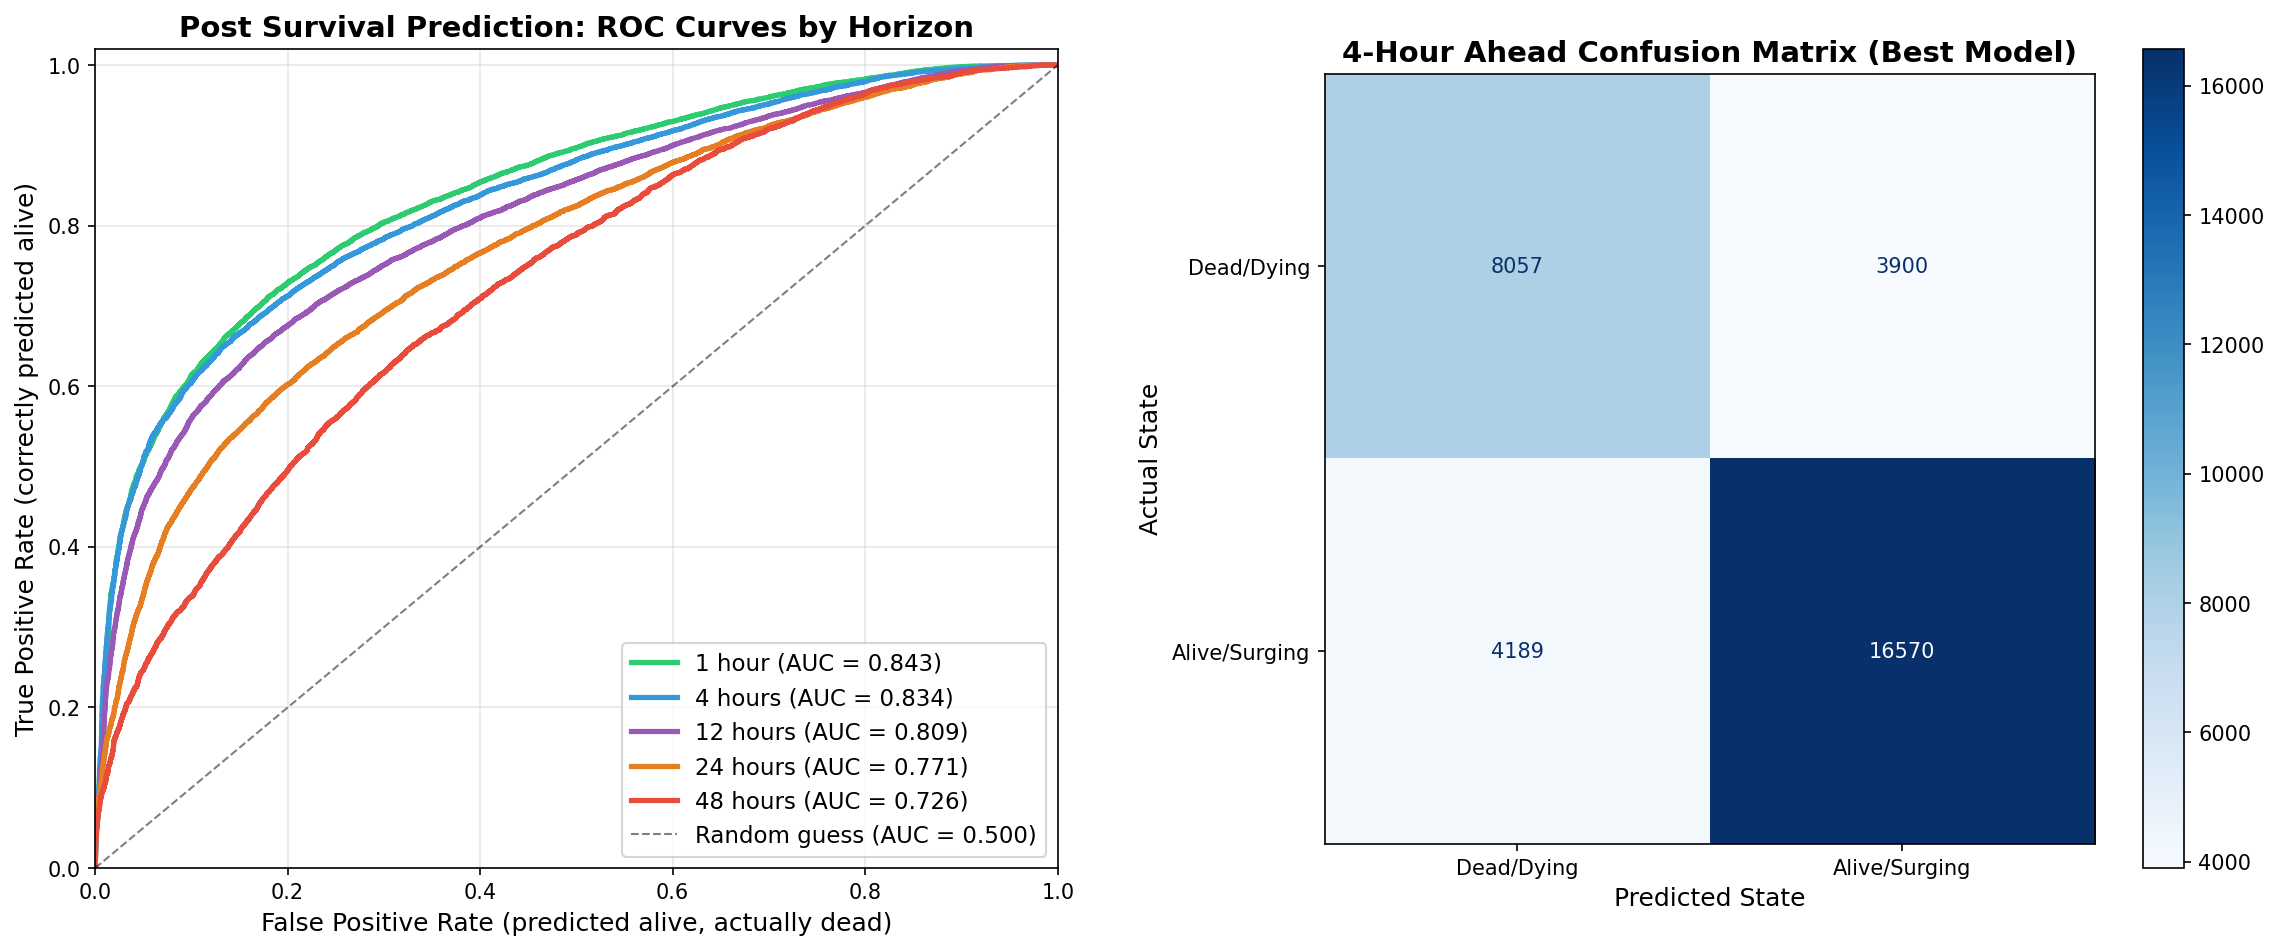 Post Survival Prediction: ROC Curves by Horizon
True Positive Rate (correctly predicted alive)
1.0
0.8
0.6
0.4
0.2
0.0
0.0 0.2 0.4 0.6 0.8 1.0
False Positive Rate (predicted alive, actually dead)
1 hour (AUC = 0.843)
4 hours (AUC = 0.834)
12 hours (AUC = 0.809)
24 hours (AUC = 0.771)
48 hours (AUC = 0.726)
Random guess (AUC = 0.500)
4-Hour Ahead Confusion Matrix (Best Model)
Actual State
Dead/Dying
8057 3900
Alive/Surging
4189 16570
Dead/Dying Alive/Surging
Predicted State
16000
14000
12000
10000
8000
6000
4000